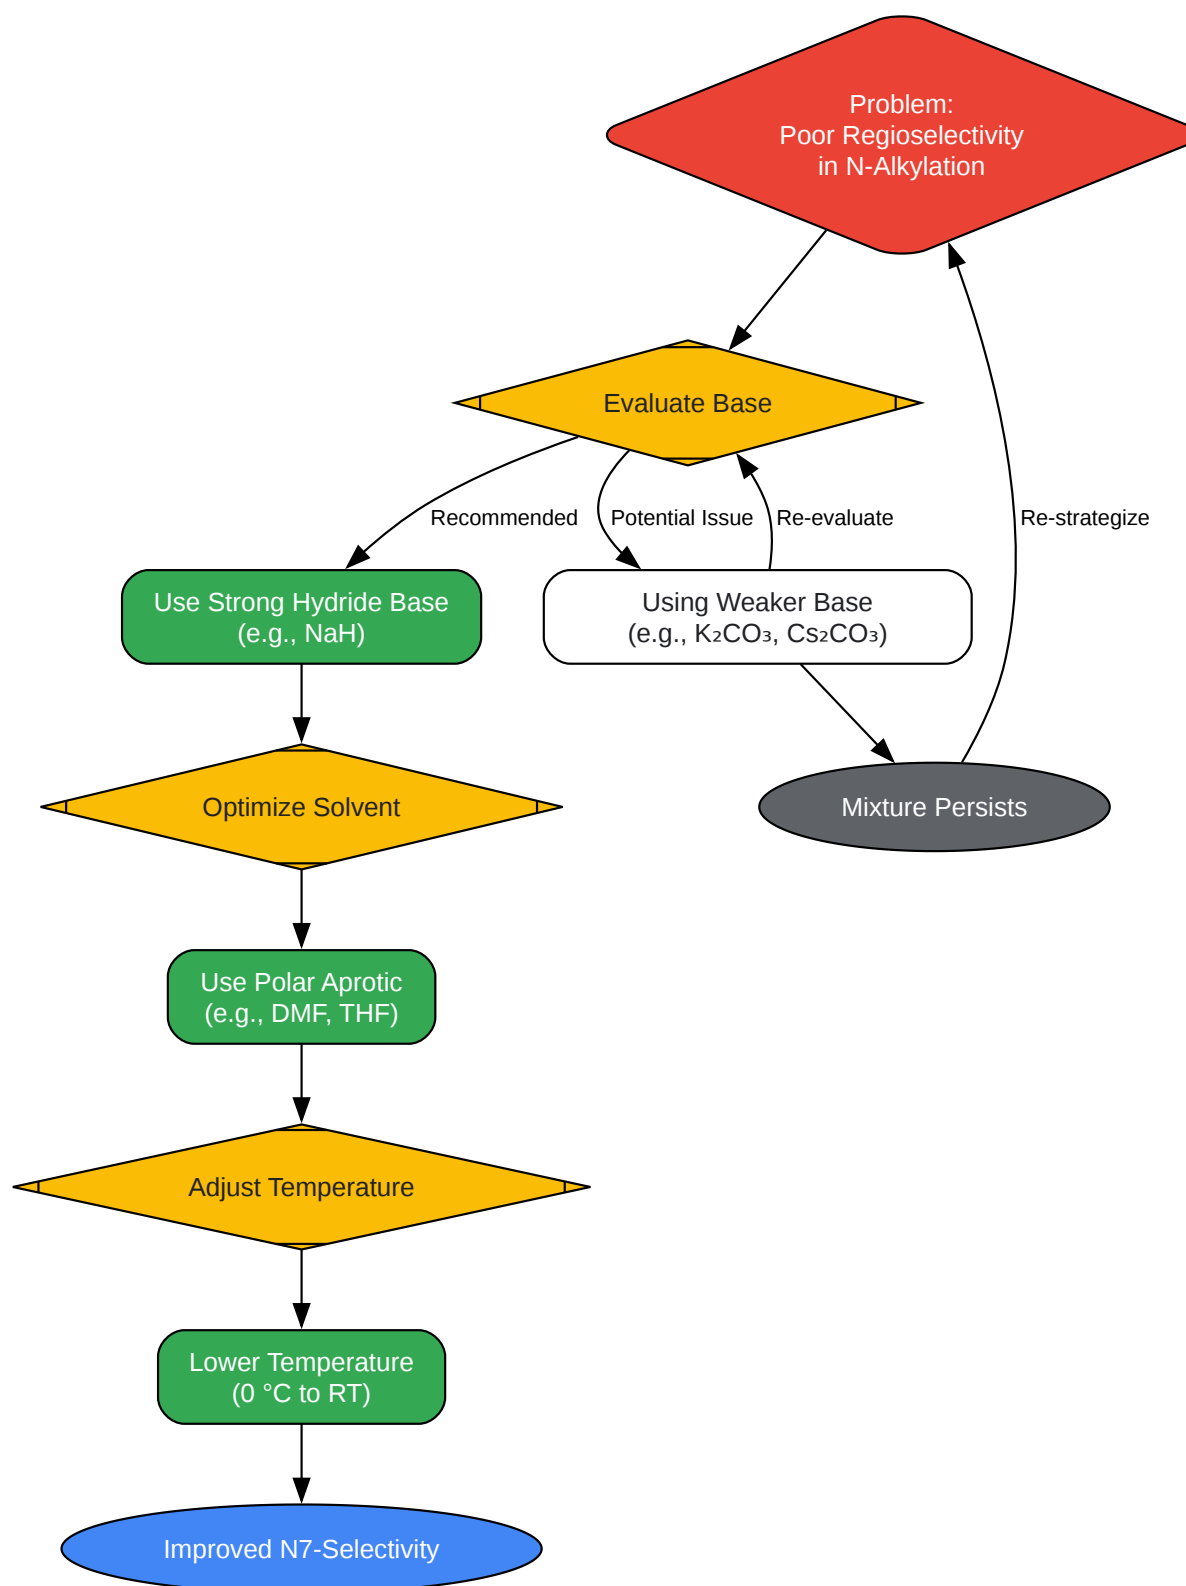 Problem:
Poor Regioselectivity
in N-Alkylation
Evaluate Base
Recommended
Potential Issue
Re-evaluate
Re-strategize
Use Strong Hydride Base
(e.g., NaH)
Using Weaker Base
(e.g., K₂CO₃, Cs₂CO₃)
Optimize Solvent
Mixture Persists
Use Polar Aprotic
(e.g., DMF, THF)
Adjust Temperature
Lower Temperature
(0 °C to RT)
Improved N7-Selectivity